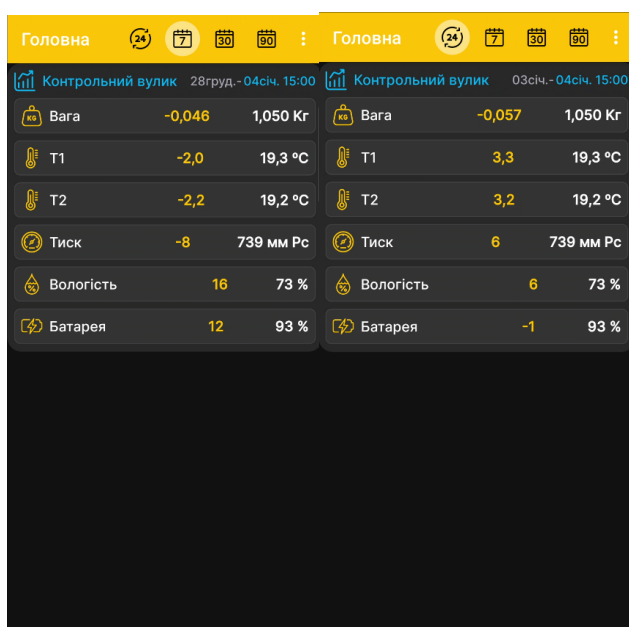 Головна 24 7 30 90
Контрольний вулик 28груд.-04січ. 15:00
KG Вага -0,046 1,050 Кг
T1 -2,0 19,3 ºC
T2 -2,2 19,2 ºC
Тиск -8 739 мм Рс
% Вологість 16 73 %
Батарея 12 93 %
Головна 24 7 30 90
Контрольний вулик 03січ.-04січ. 15:00
KG Вага -0,057 1,050 Кг
T1 3,3 19,3 ºC
T2 3,2 19,2 ºC
Тиск 6 739 мм Рс
% Вологість 6 73 %
Батарея -1 93 %